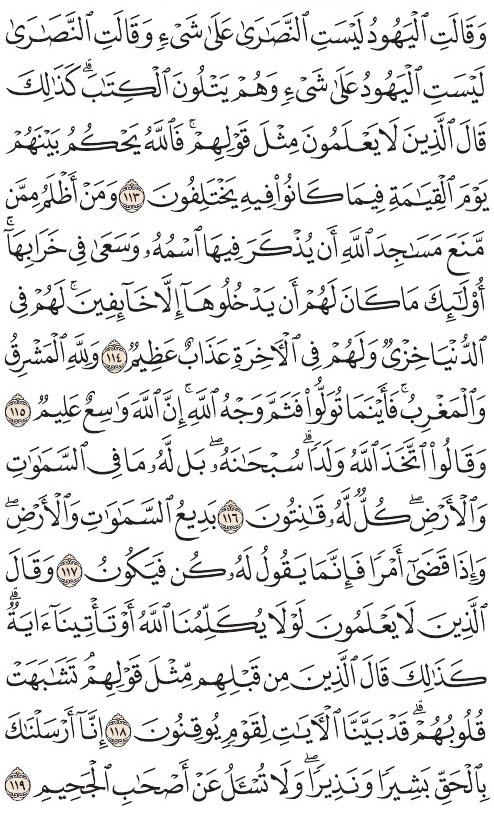 وَقَالَتِ ٱلۡيَهُودُ لَيۡسَتِ ٱلنَّصَٰرَىٰ عَلَىٰ شَيۡءٖ وَقَالَتِ ٱلنَّصَٰرَىٰ
لَيۡسَتِ ٱلۡيَهُودُ عَلَىٰ شَيۡءٖ وَهُمۡ يَتۡلُونَ ٱلۡكِتَٰبَۗ كَذَٰلِكَ
قَالَ ٱلَّذِينَ لَا يَعۡلَمُونَ مِثۡلَ قَوۡلِهِمۡۚ فَٱللَّهُ يَحۡكُمُ بَيۡنَهُمۡ
يَوۡمَ ٱلۡقِيَٰمَةِ فِيمَا كَانُواْ فِيهِ يَخۡتَلِفُونَ ١١٣ وَمَنۡ أَظۡلَمُ مِمَّن
مَّنَعَ مَسَٰجِدَ ٱللَّهِ أَن يُذۡكَرَ فِيهَا ٱسۡمُهُۥ وَسَعَىٰ فِي خَرَابِهَآۚ
أُوْلَٰٓئِكَ مَا كَانَ لَهُمۡ أَن يَدۡخُلُوهَآ إِلَّا خَآئِفِينَۚ لَهُمۡ فِي
ٱلدُّنۡيَا خِزۡيٞ وَلَهُمۡ فِي ٱلۡأٓخِرَةِ عَذَابٌ عَظِيمٞ ١١٤ وَلِلَّهِ ٱلۡمَشۡرِقُ
وَٱلۡمَغۡرِبُۚ فَأَيۡنَمَا تُوَلُّواْ فَثَمَّ وَجۡهُ ٱللَّهِۚ إِنَّ ٱللَّهَ وَٰسِعٌ عَلِيمٞ ١١٥
وَقَالُواْ ٱتَّخَذَ ٱللَّهُ وَلَدٗاۗ سُبۡحَٰنَهُۥۖ بَل لَّهُۥ مَا فِي ٱلسَّمَٰوَٰتِ
وَٱلۡأَرۡضِۖ كُلّٞ لَّهُۥ قَٰنِتُونَ ١١٦ بَدِيعُ ٱلسَّمَٰوَٰتِ وَٱلۡأَرۡضِۖ
وَإِذَا قَضَىٰٓ أَمۡرٗا فَإِنَّمَا يَقُولُ لَهُۥ كُن فَيَكُونُ ١١٧ وَقَالَ
ٱلَّذِينَ لَا يَعۡلَمُونَ لَوۡلَا يُكَلِّمُنَا ٱللَّهُ أَوۡ تَأۡتِينَآ ءَايَةٞۗ
كَذَٰلِكَ قَالَ ٱلَّذِينَ مِن قَبۡلِهِم مِّثۡلَ قَوۡلِهِمۡۘ تَشَٰبَهَتۡ
قُلُوبُهُمۡۗ قَدۡ بَيَّنَّا ٱلۡأٓيَٰتِ لِقَوۡمٖ يُوقِنُونَ ١١٨ إِنَّآ أَرۡسَلۡنَٰكَ
بِٱلۡحَقِّ بَشِيرٗا وَنَذِيرٗاۖ وَلَا تُسۡـَٔلُ عَنۡ أَصۡحَٰبِ ٱلۡجَحِيمِ ١١٩